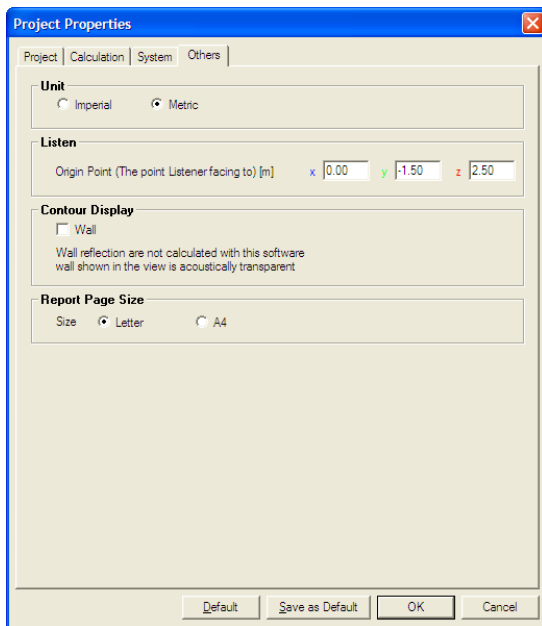 Project Properties
Project Calculation System Others
Unit
Imperial Metric
Listen
Origin Point (The point Listener facing to) [m] x 0.00 y -1.50 z 2.50
Contour Display
Wall
Wall reflection are not calculated with this software
wall shown in the view is acoustically transparent
Report Page Size
Size Letter A4
Default Save as Default OK Cancel